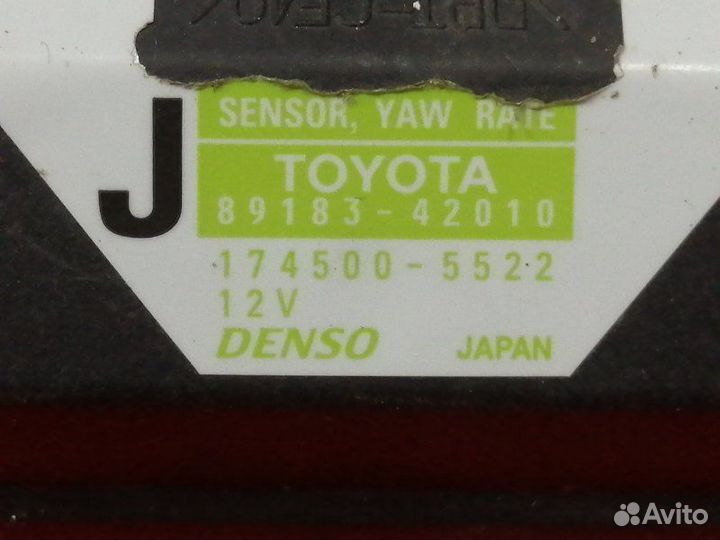 J
SENSOR, YAW RATE
TOYOTA
89183-42010
174500-5522
12V
DENSO JAPAN
Avito